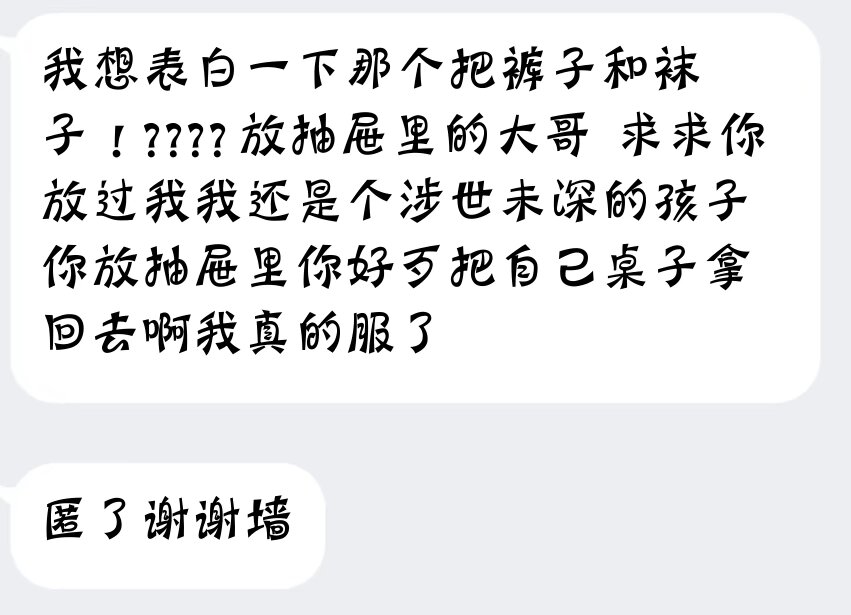 我想表白一下那个把裤子和袜
子！????放抽屉里的大哥 求求你
放过我我还是个涉世未深的孩子
你放抽屉里你好歹把自己桌子拿
回去啊我真的服了
匿了谢谢墙